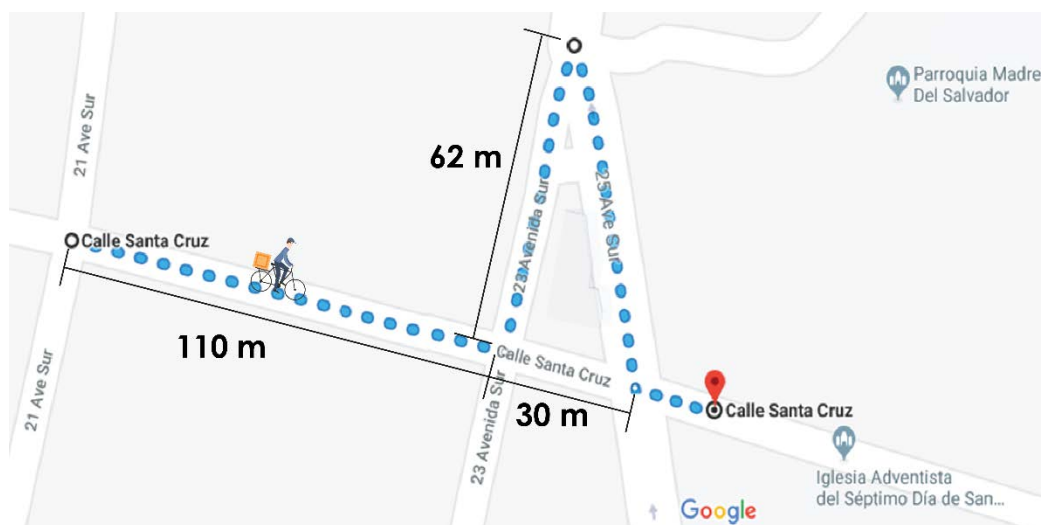 Parroquia Madre
Del Salvador
21 Ave Sur
62 m
23 Avenida Sur
25 Ave Sur
Calle Santa Cruz
110 m
Calle Santa Cruz
30 m
Calle Santa Cruz
21 Ave Sur
23 Avenida Sur
Iglesia Adventista
del Séptimo Día de San...
Google